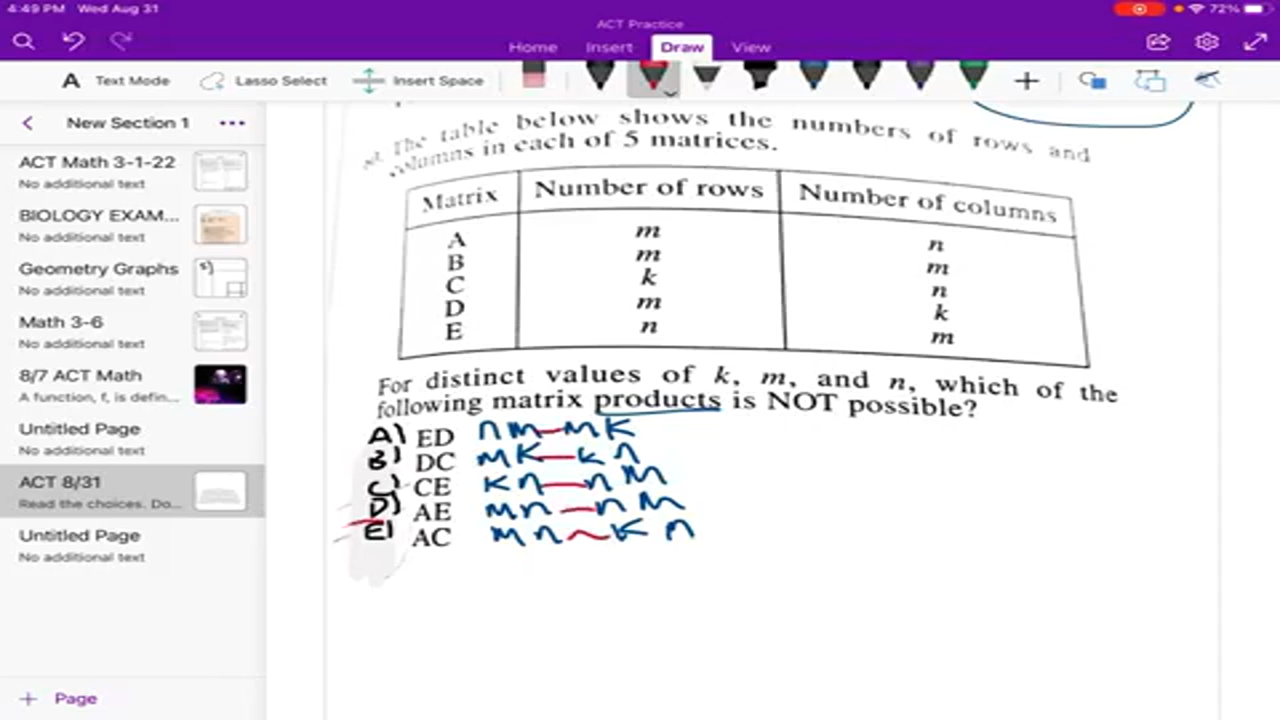 4:49 PM Wed Aug 31
72%
ACT Practice
Home Insert Draw View
A Text Mode Lasso Select Insert Space
New Section 1
ACT Math 3-1-22
No additional text
BIOLOGY EXAM...
No additional text
Geometry Graphs
No additional text
Math 3-6
No additional text
8/7 ACT Math
A function, f, is defin...
Untitled Page
No additional text
ACT 8/31
Read the choices. Do...
Untitled Page
No additional text
+ Page
The table below shows the numbers of rows and
columns in each of 5 matrices.
Matrix Number of rows Number of columns
A m n
B m m
C k n
D m k
E n m
For distinct values of k, m, and n, which of the
following matrix products is NOT possible?
A) ED nm—mk
B) DC mk—kn
C) CE kn—nm
D) AE mn—nm
E) AC mn~kn